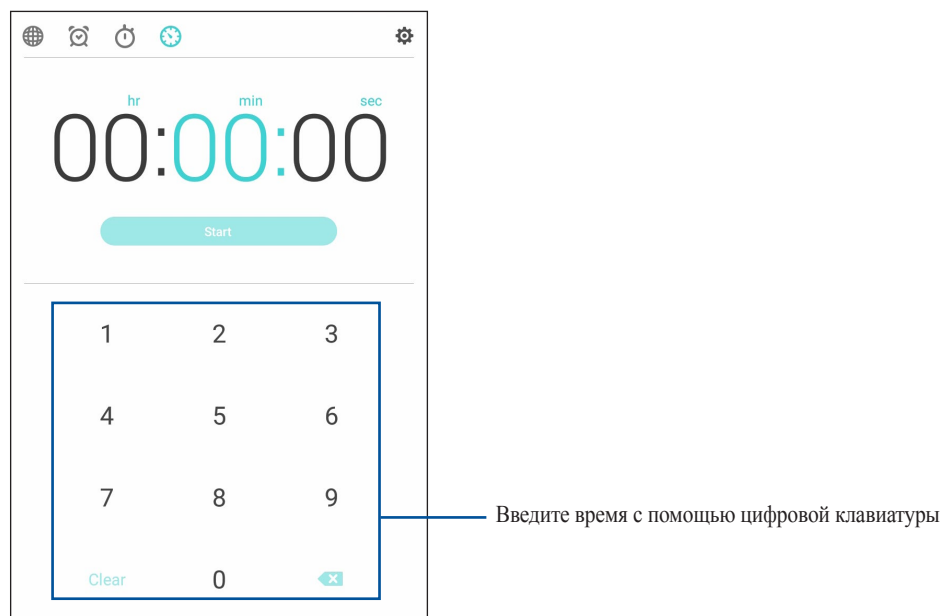 hr min sec
00:00:00
Start
1 2 3
4 5 6
7 8 9
Введите время с помощью цифровой клавиатуры
Clear 0